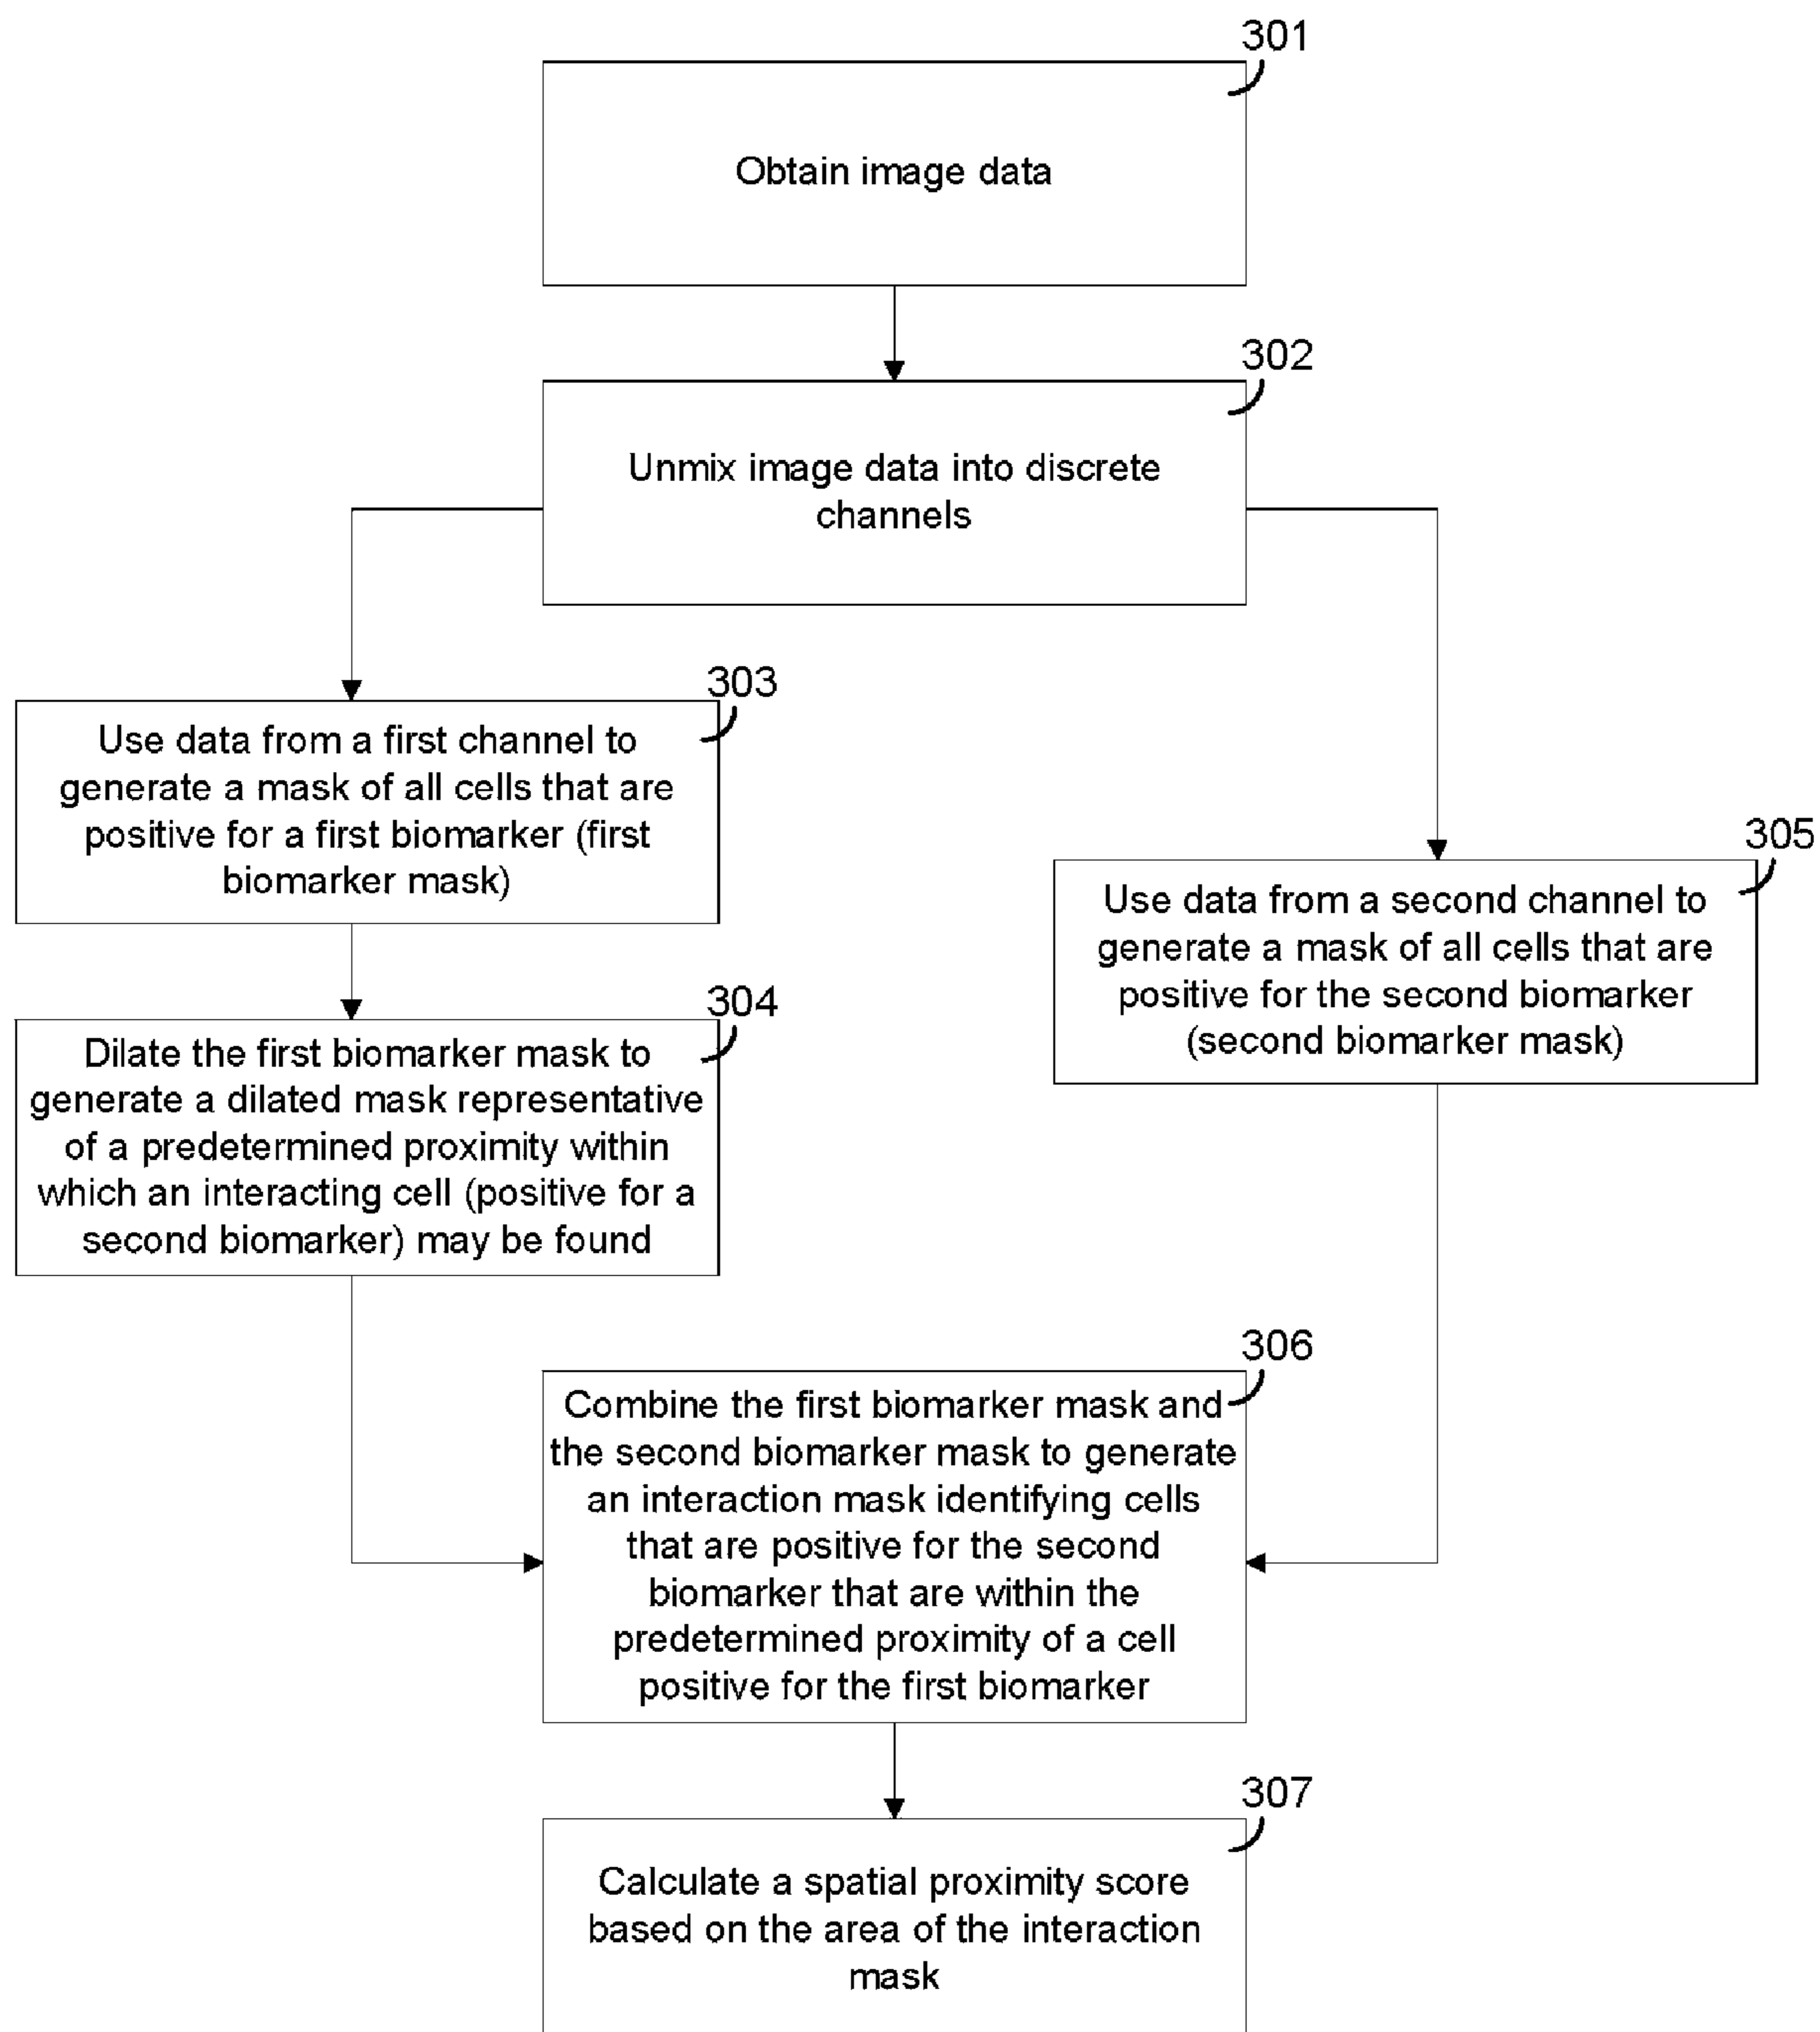 301
Obtain image data
302
Unmix image data into discrete
channels
303
Use data from a first channel to
generate a mask of all cells that are
positive for a first biomarker (first
biomarker mask)
304
Dilate the first biomarker mask to
generate a dilated mask representative
of a predetermined proximity within
which an interacting cell (positive for a
second biomarker) may be found
305
Use data from a second channel to
generate a mask of all cells that are
positive for the second biomarker
(second biomarker mask)
306
Combine the first biomarker mask and
the second biomarker mask to generate
an interaction mask identifying cells
that are positive for the second
biomarker that are within the
predetermined proximity of a cell
positive for the first biomarker
307
Calculate a spatial proximity score
based on the area of the interaction
mask